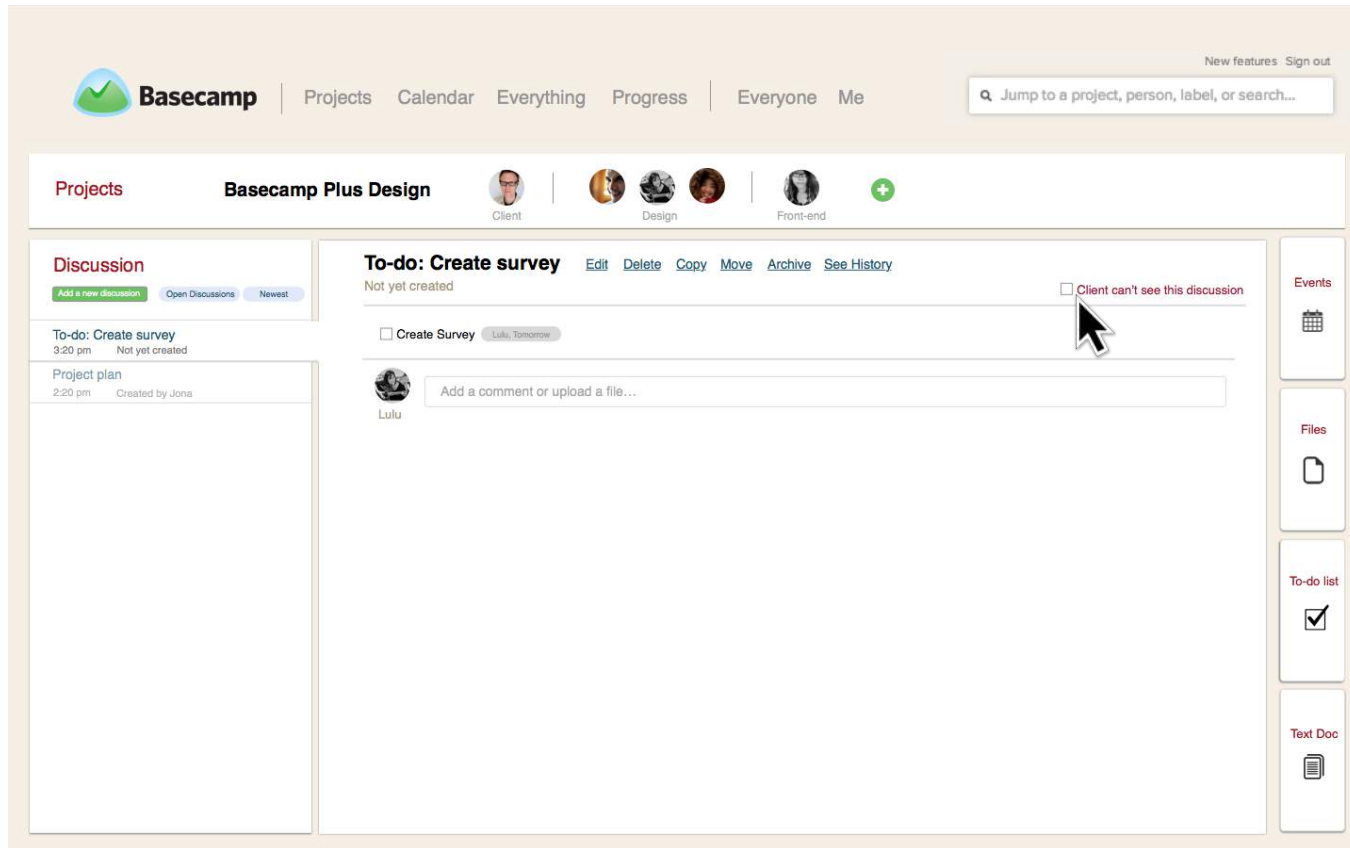 New features Sign out
Basecamp Projects Calendar Everything Progress Everyone Me
Jump to a project, person, label, or search...
Projects Basecamp Plus Design
Client Design Front-end
Discussion
Add a new discussion Open Discussions Newest
To-do: Create survey
3:20 pm Not yet created
Project plan
2:20 pm Created by Jona
To-do: Create survey Edit Delete Copy Move Archive See History
Not yet created
Client can't see this discussion
Create Survey Lulu, Tomorrow
Add a comment or upload a file...
Lulu
Events
Files
To-do list
Text Doc